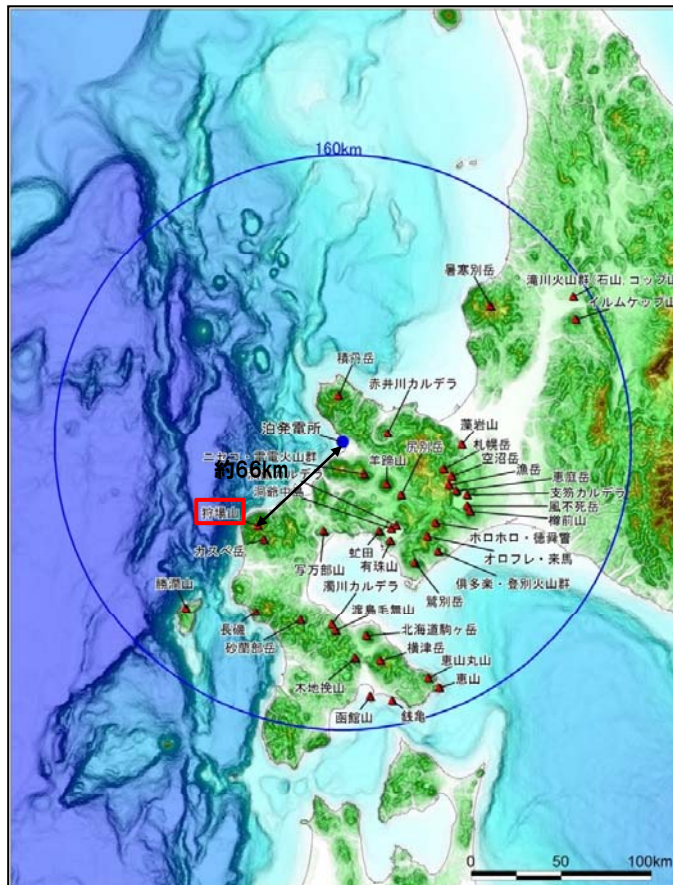 160km
暑寒別岳
滝川火山群(石山,コップ山
イルムケップ山
積丹岳
赤井川カルデラ
泊発電所
尻別岳
藻岩山
札幌岳
空沼岳
漁岳
恵庭岳
支笏カルデラ
風不死岳
樽前山
羊蹄山
約66km
狩場山
カスベ岳
写万部山
虻田
有珠山
ホロホロ・徳舜瞥
オロフレ・来馬
倶多楽・登別火山群
鷲別岳
勝澗山
長磯
砂蘭部岳
濁川カルデラ
渡島毛無山
北海道駒ヶ岳
横津岳
木地挽山
恵山丸山
恵山
函館山
銭亀
0 50 100km